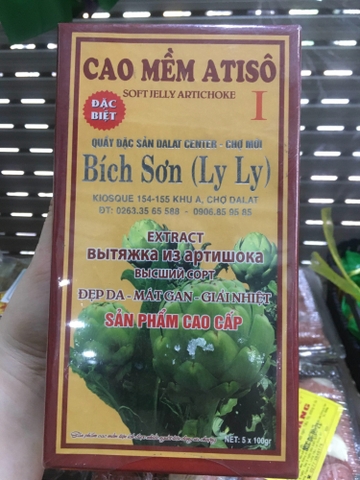 CAO MỀM ATISÔ
SOFT JELLY ARTICHOKE
ĐẶC
BIỆT
I
QUẦY ĐẶC SẢN DALAT CENTER - CHỢ MỚI
Bích Sơn (Ly Ly)
KIOSQUE 154-155 KHU A, CHỢ DALAT
ĐT: 0263.35 65 588 - 0906.85 95 85
EXTRACT
вытяжка из артишока
высший сорт
ĐẸP DA - MÁT GAN - GIẢI NHIỆT
SẢN PHẨM CAO CẤP
NET: 5 x 100gr